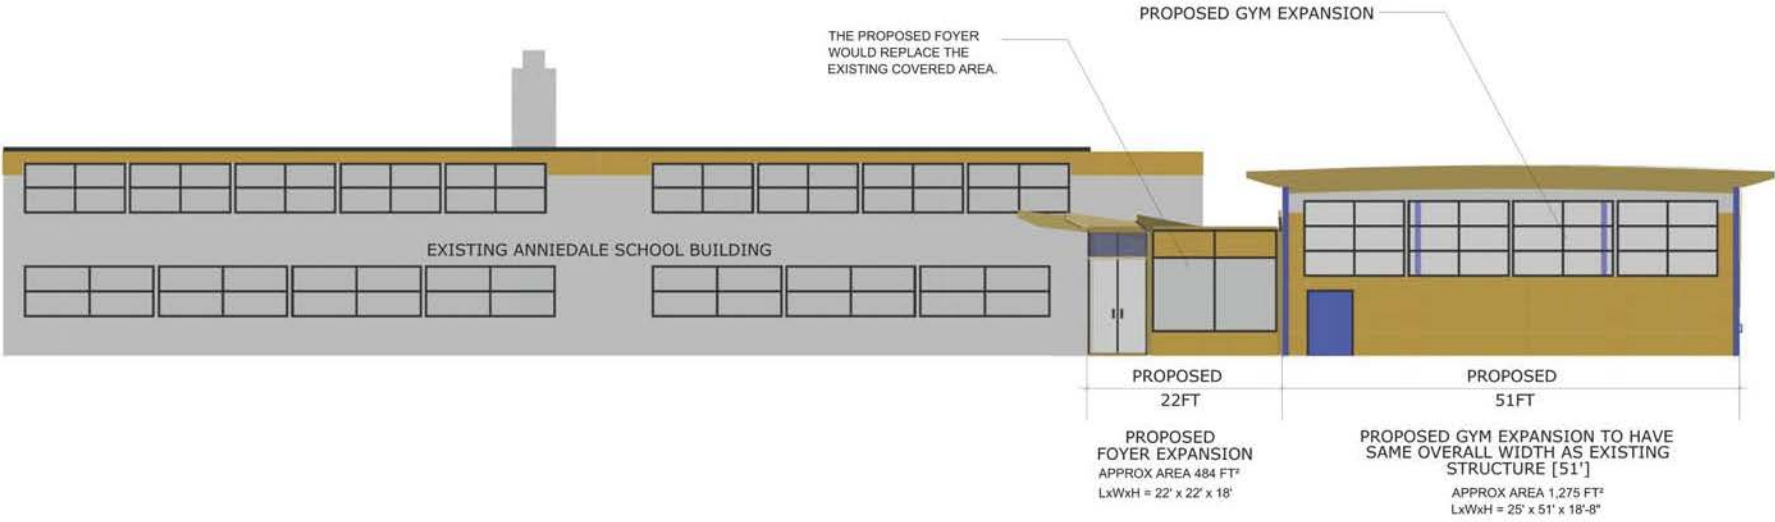 PROPOSED GYM EXPANSION
THE PROPOSED FOYER
WOULD REPLACE THE
EXISTING COVERED AREA.
EXISTING ANNIEDALE SCHOOL BUILDING
PROPOSED
22FT
PROPOSED
51FT
PROPOSED
FOYER EXPANSION
APPROX AREA 484 FT²
LxWxH = 22' x 22' x 18'
PROPOSED GYM EXPANSION TO HAVE
SAME OVERALL WIDTH AS EXISTING
STRUCTURE [51']
APPROX AREA 1,275 FT²
LxWxH = 25' x 51' x 18'-8"